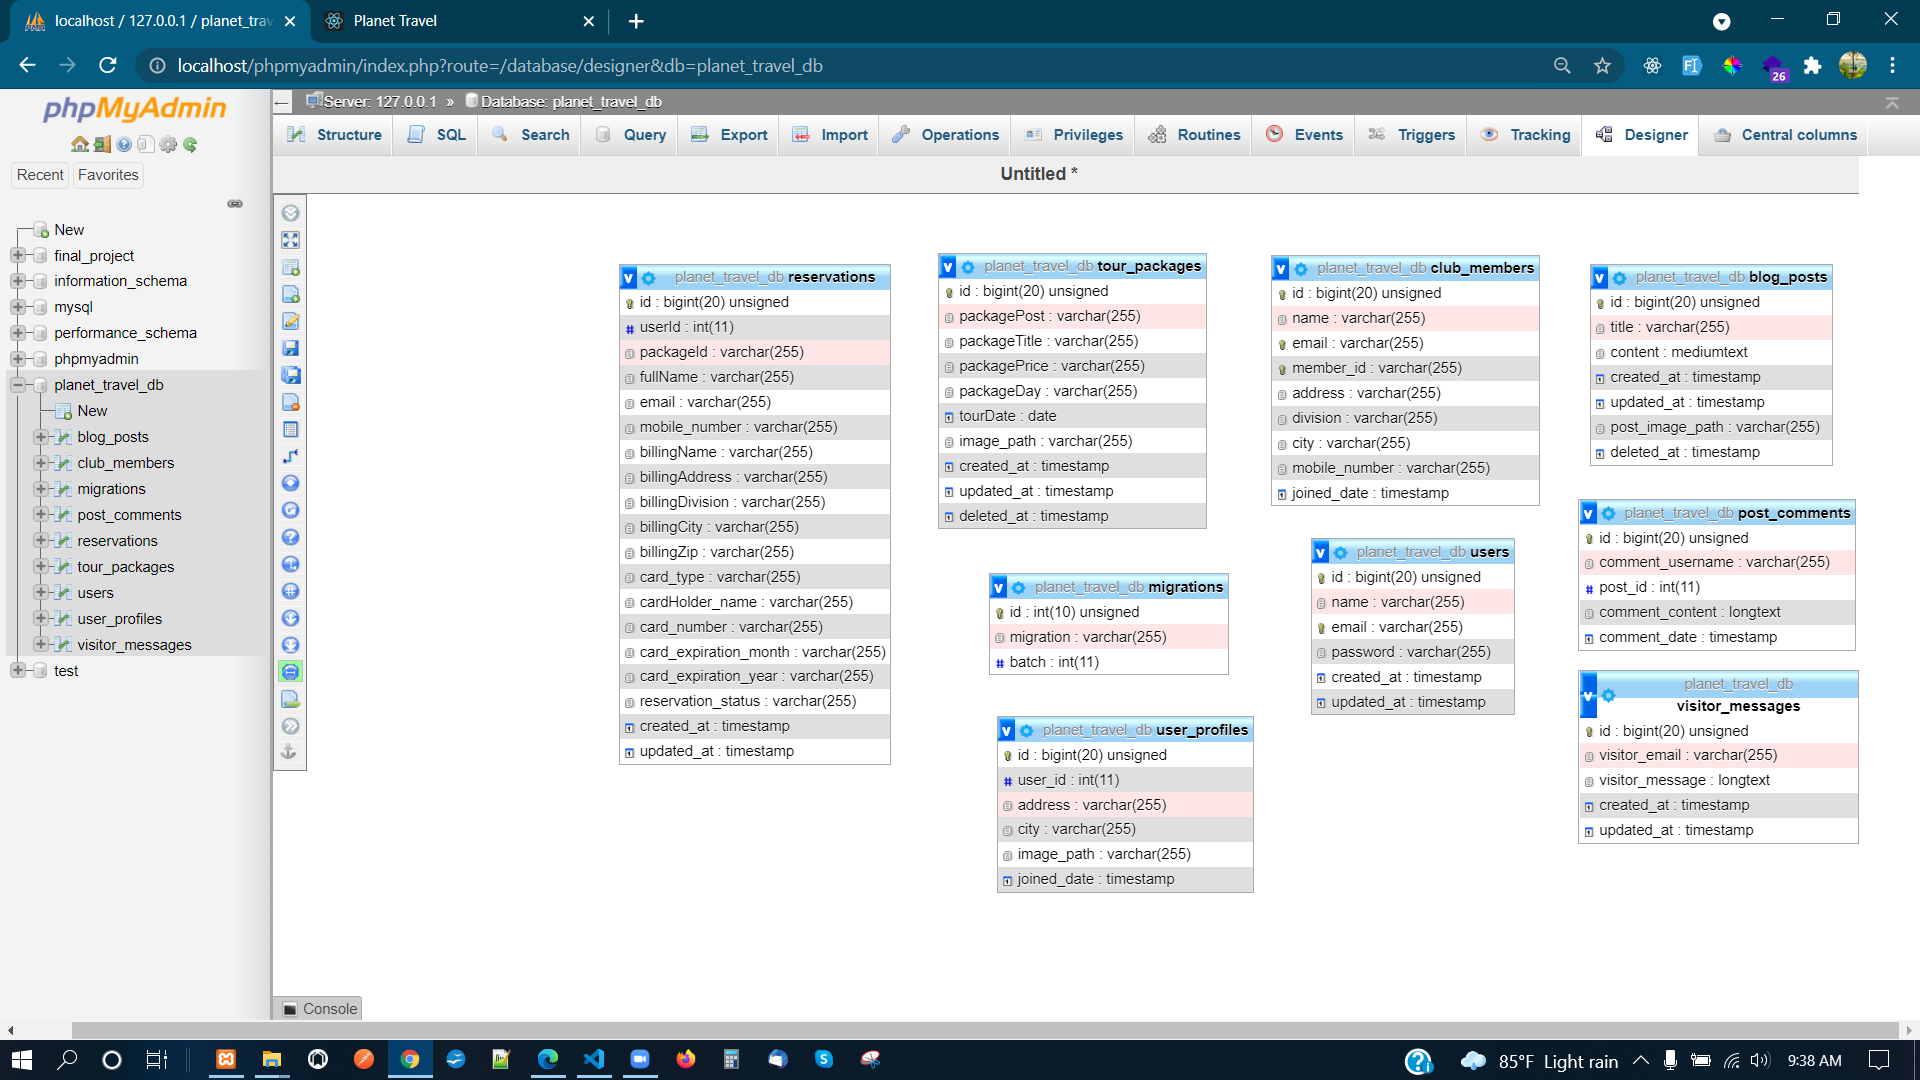 localhost / 127.0.0.1 / planet_trav
Planet Travel
localhost/phpmyadmin/index.php?route=/database/designer&db=planet_travel_db
26
phpMyAdmin
Recent
Favorites
New
final_project
information_schema
mysql
performance_schema
phpmyadmin
planet_travel_db
New
blog_posts
club_members
migrations
post_comments
reservations
tour_packages
users
user_profiles
visitor_messages
test
Server: 127.0.0.1 » Database: planet_travel_db
Structure
SQL
Search
Query
Export
Import
Operations
Privileges
Routines
Events
Triggers
Tracking
Designer
Central columns
Untitled *
v planet_travel_db reservations
id : bigint(20) unsigned
# userId : int(11)
packageId : varchar(255)
fullName : varchar(255)
email : varchar(255)
mobile_number : varchar(255)
billingName : varchar(255)
billingAddress : varchar(255)
billingDivision : varchar(255)
billingCity : varchar(255)
billingZip : varchar(255)
card_type : varchar(255)
cardHolder_name : varchar(255)
card_number : varchar(255)
card_expiration_month : varchar(255)
card_expiration_year : varchar(255)
reservation_status : varchar(255)
created_at : timestamp
updated_at : timestamp
v planet_travel_db tour_packages
id : bigint(20) unsigned
packagePost : varchar(255)
packageTitle : varchar(255)
packagePrice : varchar(255)
packageDay : varchar(255)
tourDate : date
image_path : varchar(255)
created_at : timestamp
updated_at : timestamp
deleted_at : timestamp
v planet_travel_db migrations
id : int(10) unsigned
migration : varchar(255)
# batch : int(11)
v planet_travel_db user_profiles
id : bigint(20) unsigned
# user_id : int(11)
address : varchar(255)
city : varchar(255)
image_path : varchar(255)
joined_date : timestamp
v planet_travel_db club_members
id : bigint(20) unsigned
name : varchar(255)
email : varchar(255)
member_id : varchar(255)
address : varchar(255)
division : varchar(255)
city : varchar(255)
mobile_number : varchar(255)
joined_date : timestamp
v planet_travel_db users
id : bigint(20) unsigned
name : varchar(255)
email : varchar(255)
password : varchar(255)
created_at : timestamp
updated_at : timestamp
v planet_travel_db blog_posts
id : bigint(20) unsigned
title : varchar(255)
content : mediumtext
created_at : timestamp
updated_at : timestamp
post_image_path : varchar(255)
deleted_at : timestamp
v planet_travel_db post_comments
id : bigint(20) unsigned
comment_username : varchar(255)
# post_id : int(11)
comment_content : longtext
comment_date : timestamp
v planet_travel_db
visitor_messages
id : bigint(20) unsigned
visitor_email : varchar(255)
visitor_message : longtext
created_at : timestamp
updated_at : timestamp
Console
85°F Light rain
9:38 AM